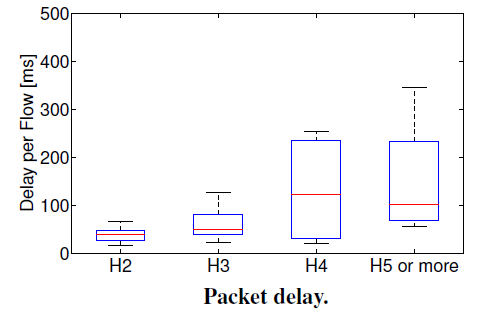 500
400
300
200
100
0
Delay per Flow [ms]
H2 H3 H4 H5 or more
Packet delay.